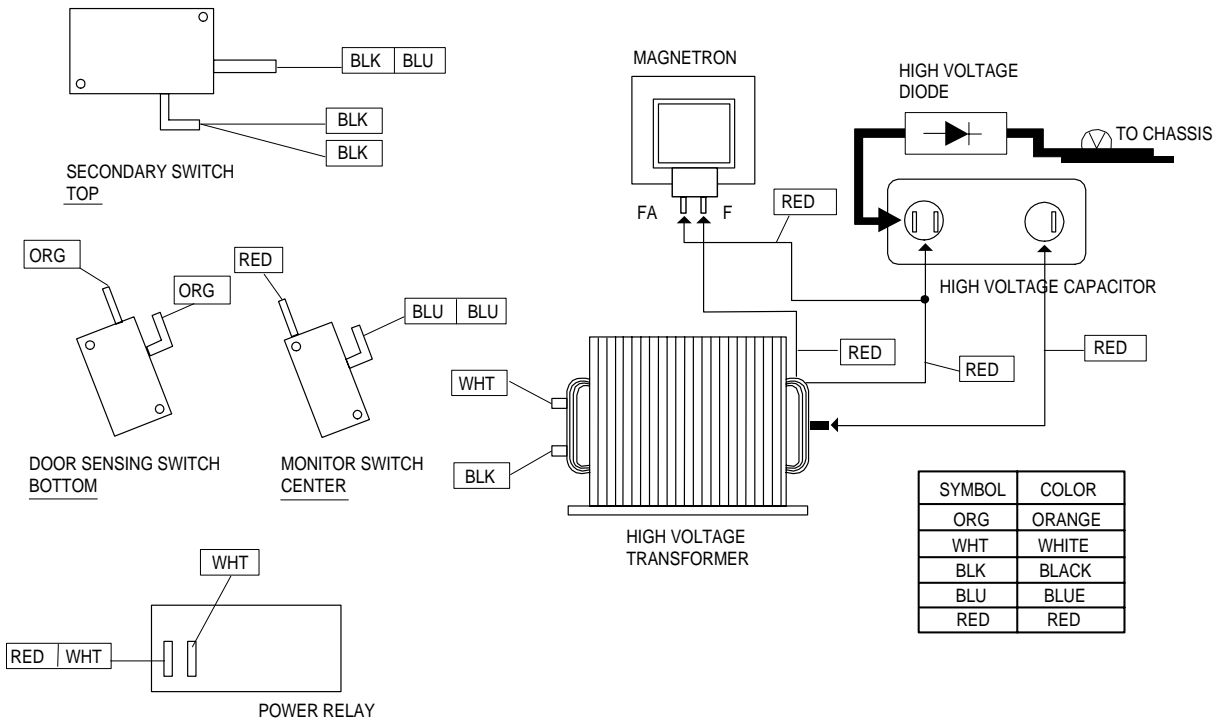 BLK BLU
BLK
BLK
SECONDARY SWITCH
TOP
MAGNETRON
FA
F
RED
HIGH VOLTAGE
DIODE
TO CHASSIS
HIGH VOLTAGE CAPACITOR
ORG
ORG
DOOR SENSING SWITCH
BOTTOM
RED
BLU BLU
MONITOR SWITCH
CENTER
WHT
BLK
RED
RED
RED
HIGH VOLTAGE
TRANSFORMER
SYMBOL COLOR
ORG ORANGE
WHT WHITE
BLK BLACK
BLU BLUE
RED RED
WHT
RED WHT
POWER RELAY